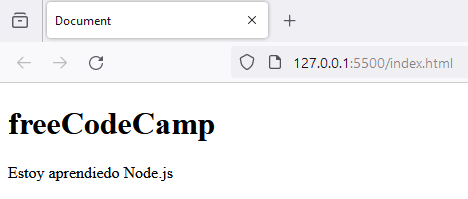 Document
127.0.0.1:5500/index.html
freeCodeCamp
Estoy aprendiedo Node.js